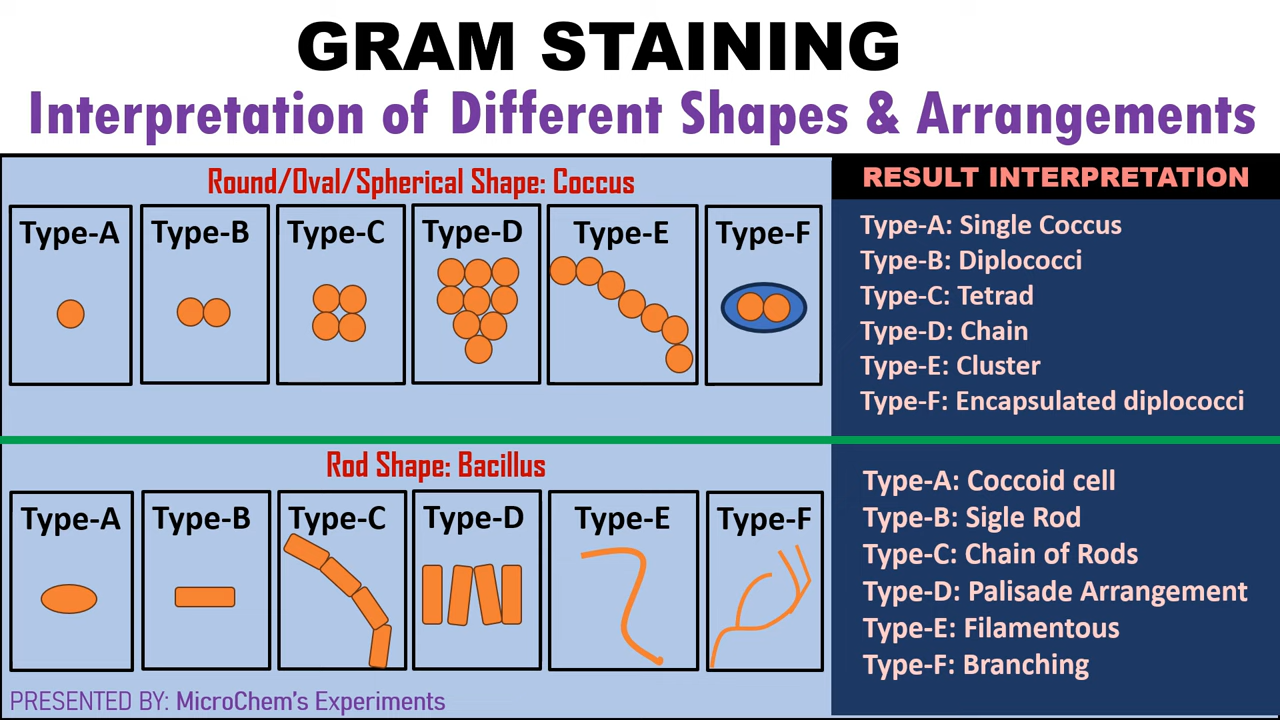 GRAM STAINING
Interpretation of Different Shapes & Arrangements
Round/Oval/Spherical Shape: Coccus
Type-A
Type-B
Type-C
Type-D
Type-E
Type-F
RESULT INTERPRETATION
Type-A: Single Coccus
Type-B: Diplococci
Type-C: Tetrad
Type-D: Chain
Type-E: Cluster
Type-F: Encapsulated diplococci
Rod Shape: Bacillus
Type-A
Type-B
Type-C
Type-D
Type-E
Type-F
Type-A: Coccoid cell
Type-B: Sigle Rod
Type-C: Chain of Rods
Type-D: Palisade Arrangement
Type-E: Filamentous
Type-F: Branching
PRESENTED BY: MicroChem's Experiments